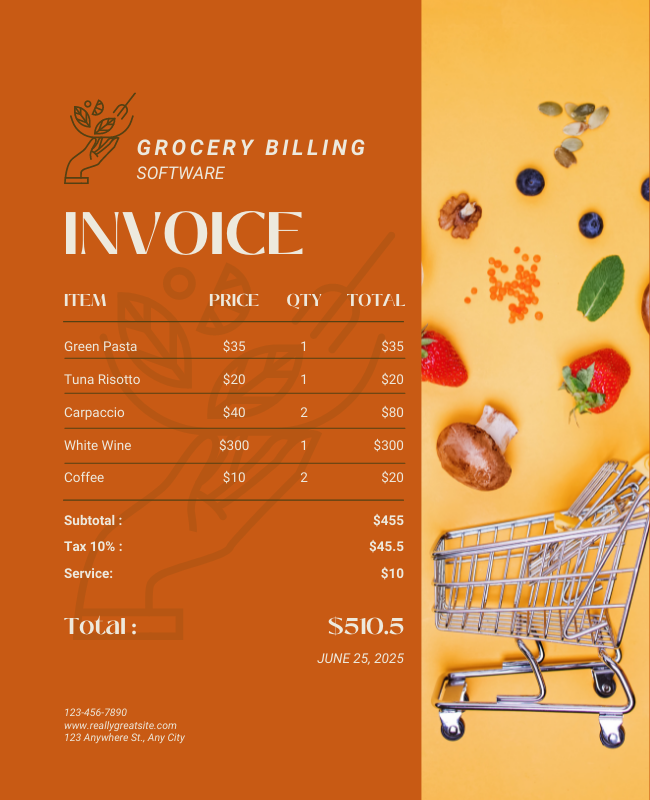 GROCERY BILLING
SOFTWARE
INVOICE
ITEM PRICE QTY TOTAL
Green Pasta $35 1 $35
Tuna Risotto $20 1 $20
Carpaccio $40 2 $80
White Wine $300 1 $300
Coffee $10 2 $20
Subtotal : $455
Tax 10% : $45.5
Service: $10
Total : $510.5
JUNE 25, 2025
123-456-7890
www.reallygreatsite.com
123 Anywhere St., Any City